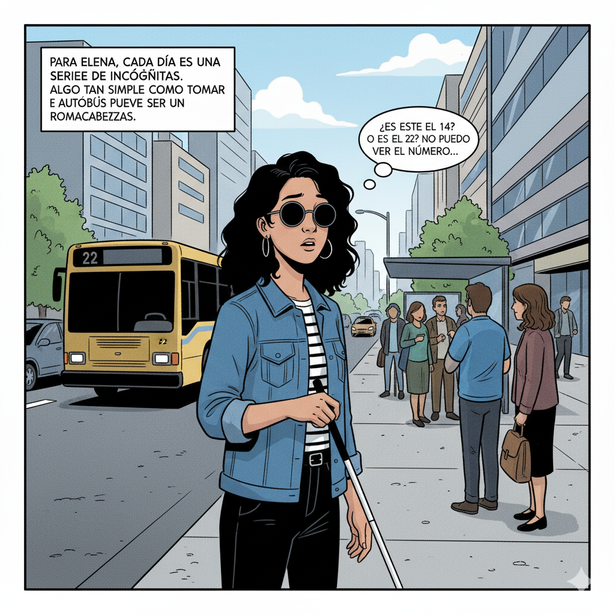 PARA ELENA, CADA DÍA ES UNA
SERIEE DE INCÓGÑITAS.
ALGO TAN SIMPLE COMO TOMAR
E AUTÓBÚS PUEVE SER UN
ROMACABEZZAS.
¿ES ESTE EL 14?
O ES EL 22? NO PUEDO
VER EL NÚMERO...
22
22